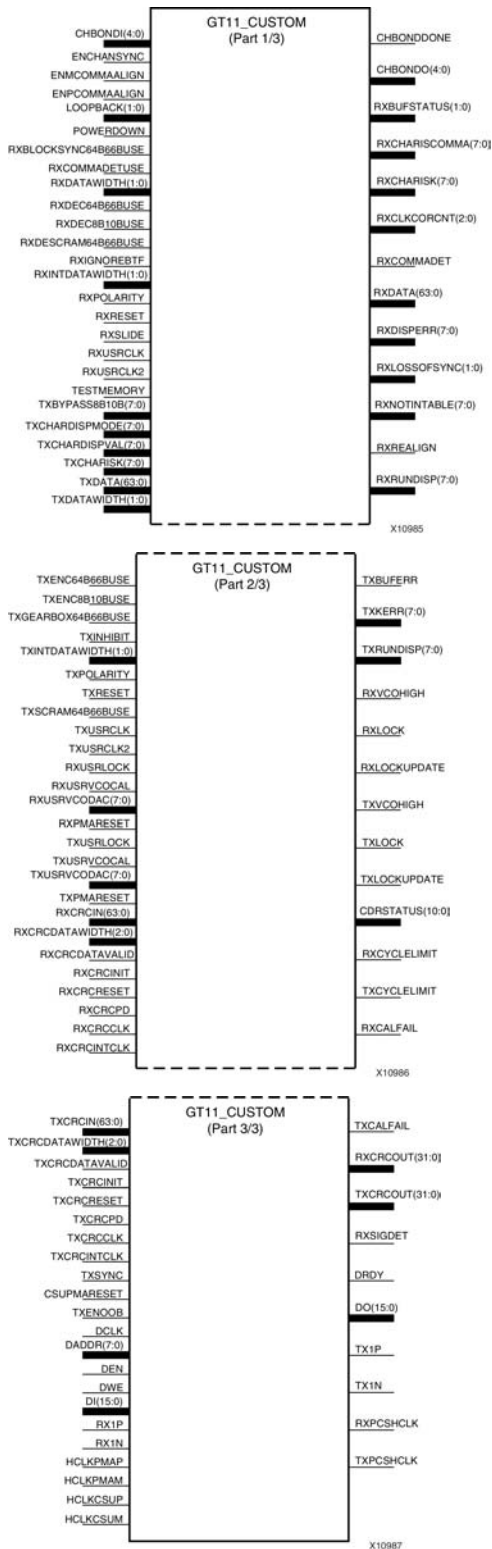 GT11_CUSTOM
(Part 1/3)
CHBONDI(4:0)
ENCHANSYNC
ENMCOMMAALIGN
ENPCOMMAALIGN
LOOPBACK(1:0)
POWERDOWN
RXBLOCKSYNC64B66BUSE
RXCOMMADETUSE
RXDATAWIDTH(1:0)
RXDEC64B66BUSE
RXDEC8B10BUSE
RXDESCRAM64B66BUSE
RXIGNOREBTF
RXINTDATAWIDTH(1:0)
RXPOLARITY
RXRESET
RXSLIDE
RXUSRCLK
RXUSRCLK2
TESTMEMORY
TXBYPASS8B10B(7:0)
TXCHARDISPMODE(7:0)
TXCHARDISPVAL(7:0)
TXCHARISK(7:0)
TXDATA(63:0)
TXDATAWIDTH(1:0)
CHBONDDONE
CHBONDO(4:0)
RXBUFSTATUS(1:0)
RXCHARISCOMMA(7:0)
RXCHARISK(7:0)
RXCLKCORCNT(2:0)
RXCOMMADET
RXDATA(63:0)
RXDISPERR(7:0)
RXLOSSOFSYNC(1:0)
RXNOTINTABLE(7:0)
RXREALIGN
RXRUNDISP(7:0)
X10985
GT11_CUSTOM
(Part 2/3)
TXENC64B66BUSE
TXENC8B10BUSE
TXGEARBOX64B66BUSE
TXINHIBIT
TXINTDATAWIDTH(1:0)
TXPOLARITY
TXRESET
TXSCRAM64B66BUSE
TXUSRCLK
TXUSRCLK2
RXUSRLOCK
RXUSRVCOCAL
RXUSRVCODAC(7:0)
RXPMARESET
TXUSRLOCK
TXUSRVCOCAL
TXUSRVCODAC(7:0)
TXPMARESET
RXCRCIN(63:0)
RXCRCDATAWIDTH(2:0)
RXCRCDATAVALID
RXCRCINIT
RXCRCRESET
RXCRCPD
RXCRCCLK
RXCRCINTCLK
TXBUFERR
TXKERR(7:0)
TXRUNDISP(7:0)
RXVCOHIGH
RXLOCK
RXLOCKUPDATE
TXVCOHIGH
TXLOCK
TXLOCKUPDATE
CDRSTATUS(10:0)
RXCYCLELIMIT
TXCYCLELIMIT
RXCALFAIL
X10986
GT11_CUSTOM
(Part 3/3)
TXCRCIN(63:0)
TXCRCDATAWIDTH(2:0)
TXCRCDATAVALID
TXCRCINIT
TXCRCRESET
TXCRCPD
TXCRCCLK
TXCRCINTCLK
TXSYNC
CSUPMARESET
TXENOOB
DCLK
DADDR(7:0)
DEN
DWE
DI(15:0)
RX1P
RX1N
HCLKPMAP
HCLKPMAM
HCLKCSUP
HCLKCSUM
TXCALFAIL
RXCRCOUT(31:0)
TXCRCOUT(31:0)
RXSIGDET
DRDY
DO(15:0)
TX1P
TX1N
RXPCSHCLK
TXPCSHCLK
X10987